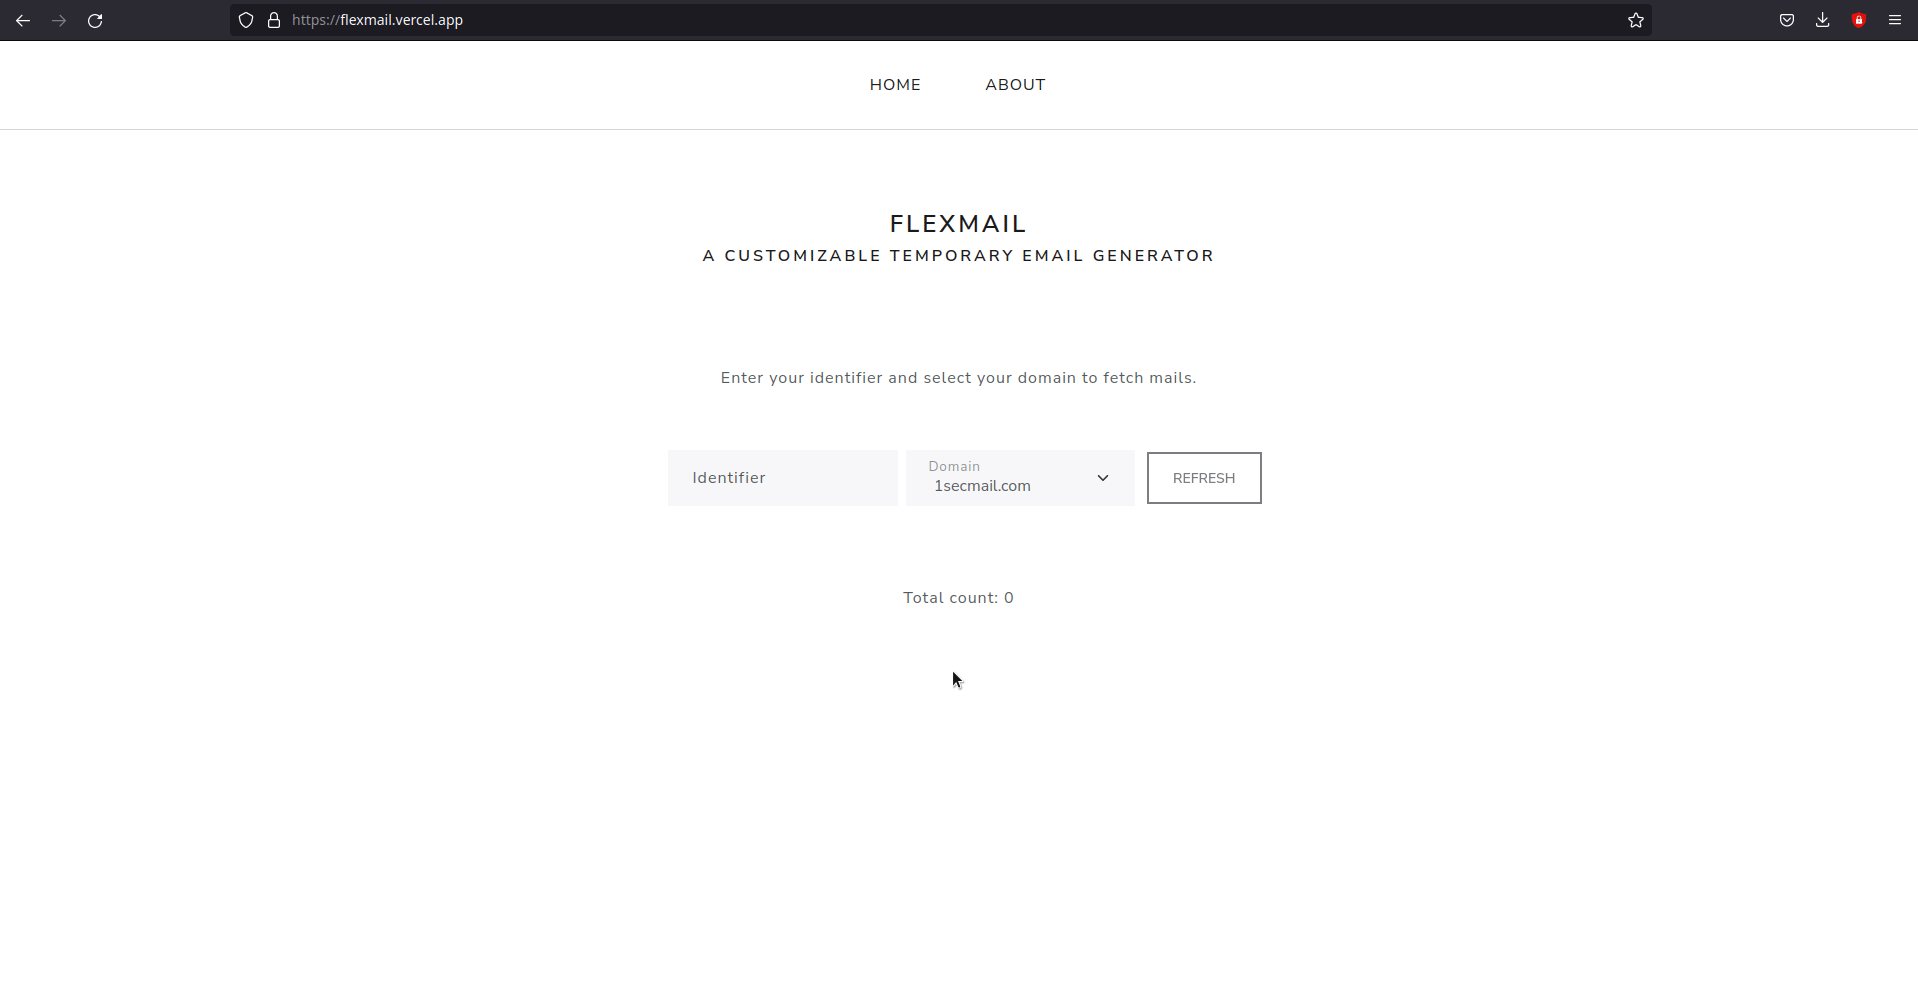 https://flexmail.vercel.app
HOME ABOUT
FLEXMAIL
A CUSTOMIZABLE TEMPORARY EMAIL GENERATOR
Enter your identifier and select your domain to fetch mails.
Identifier
Domain
1secmail.com
REFRESH
Total count: 0